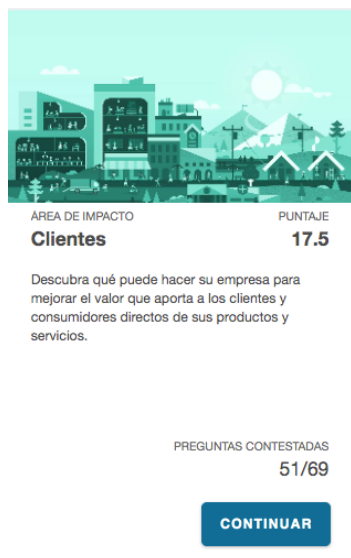 ÁREA DE IMPACTO PUNTAJE
Clientes 17.5
Descubra qué puede hacer su empresa para
mejorar el valor que aporta a los clientes y
consumidores directos de sus productos y
servicios.
PREGUNTAS CONTESTADAS
51/69
CONTINUAR